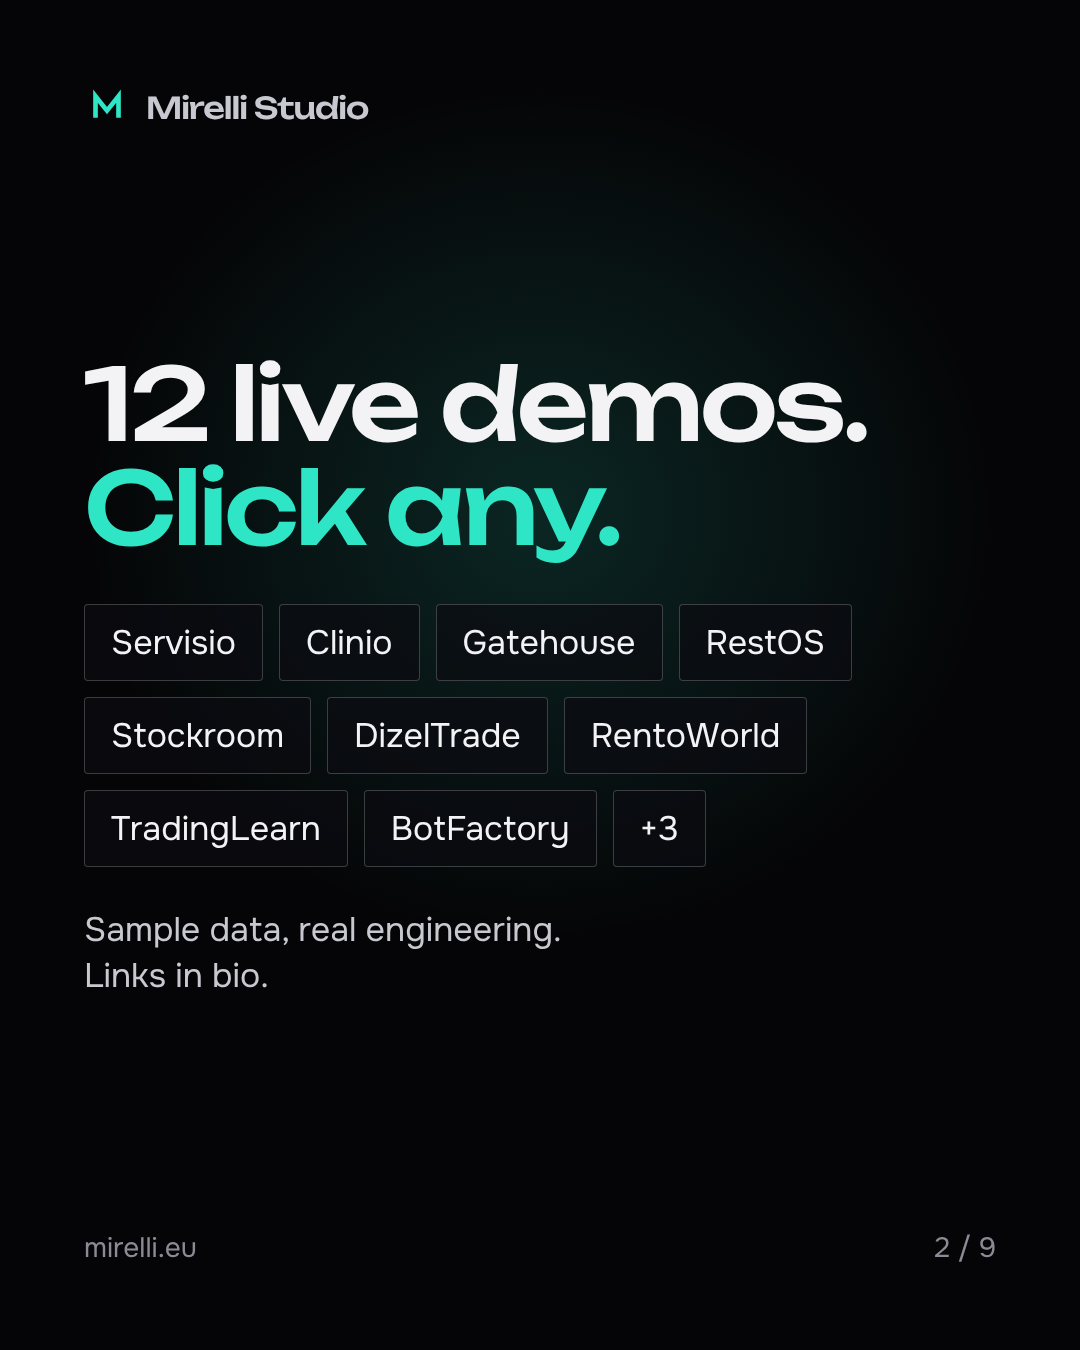 Mirelli Studio
12 live demos.
Click any.
Servisio Clinio Gatehouse RestOS
Stockroom DizelTrade RentoWorld
TradingLearn BotFactory +3
Sample data, real engineering.
Links in bio.
mirelli.eu 2 / 9